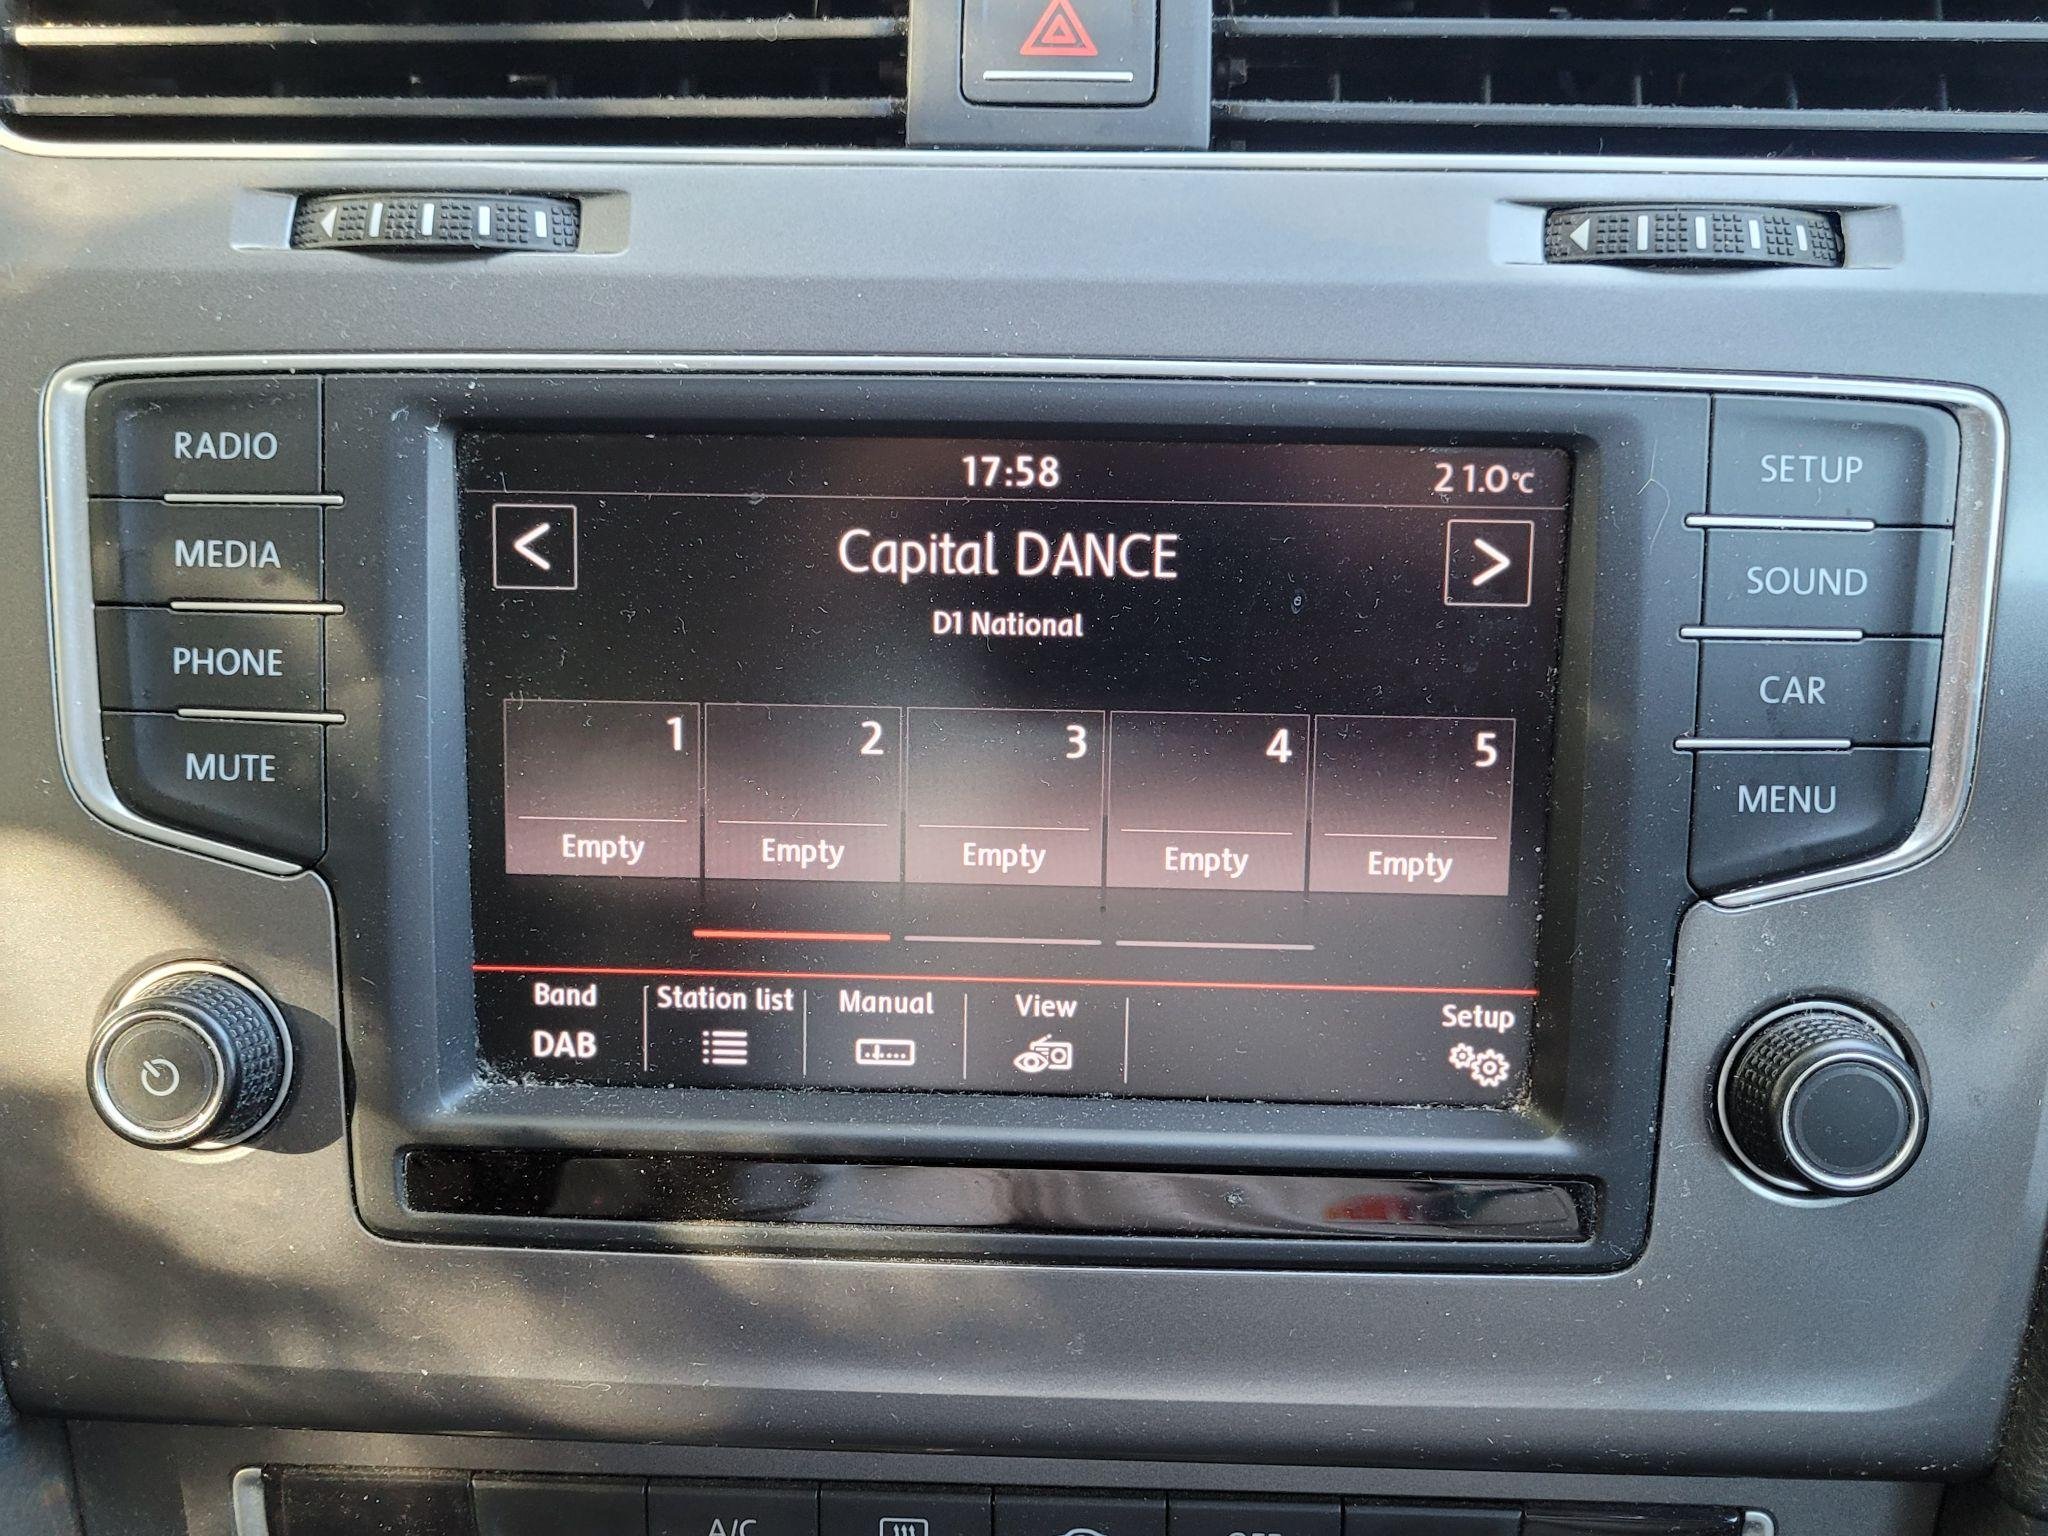 RADIO
MEDIA
PHONE
MUTE
17:58
21.0°C
<
Capital DANCE
>
D1 National
1
2
3
4
5
Empty
Empty
Empty
Empty
Empty
Band
DAB
Station list
Manual
View
Setup
SETUP
SOUND
CAR
MENU
A/C